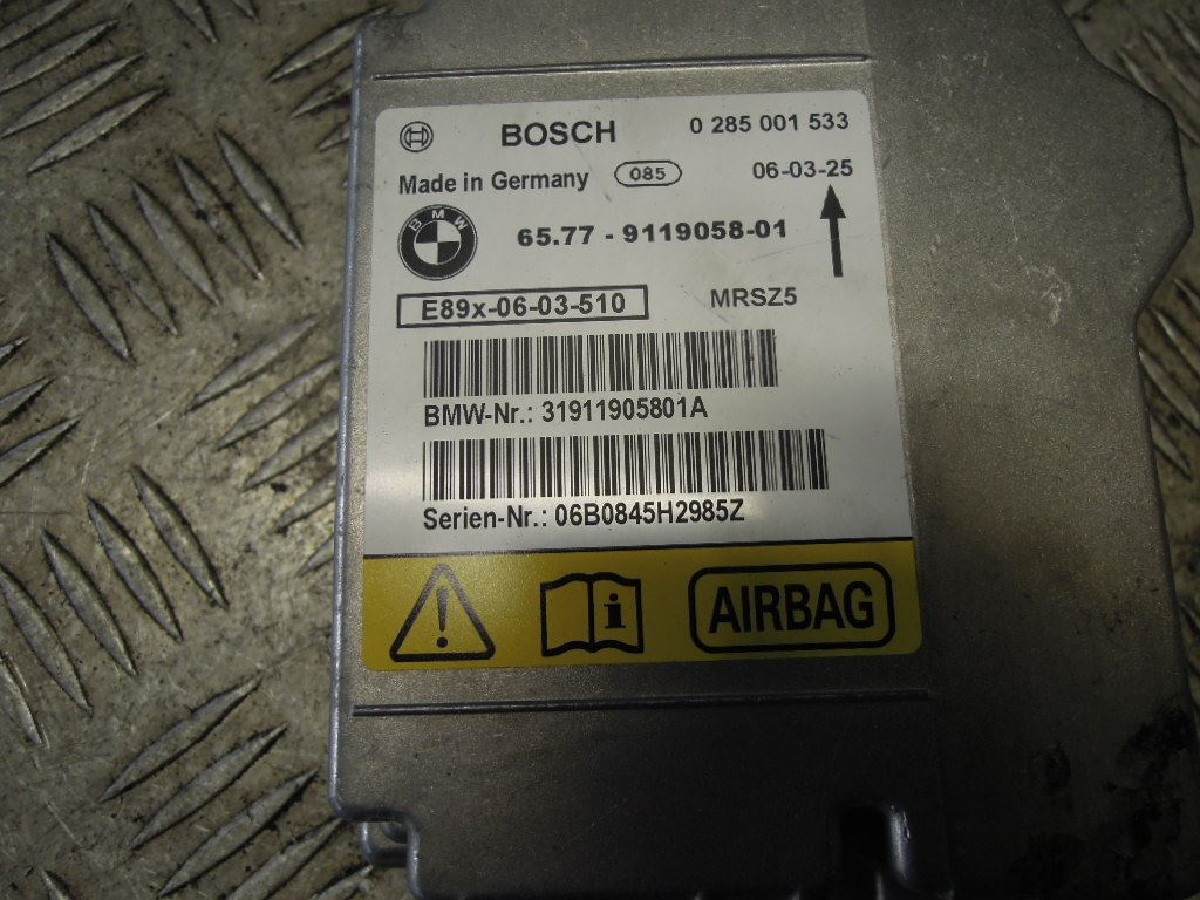 BOSCH 0 285 001 533
Made in Germany 085 06-03-25
BMW 65.77 - 9119058-01
E89x-06-03-510 MRSZ5
BMW-Nr.: 31911905801A
Serien-Nr.: 06B0845H2985Z
! i AIRBAG